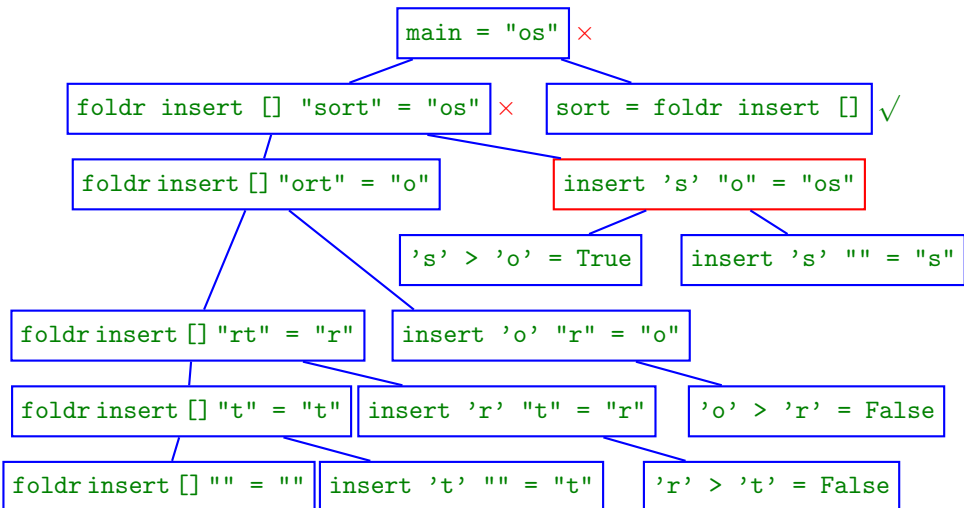 main = "os" ×
foldr insert [] "sort" = "os" ×
sort = foldr insert [] √
foldr insert [] "ort" = "o"
insert 's' "o" = "os"
's' > 'o' = True
insert 's' "" = "s"
foldr insert [] "rt" = "r"
insert 'o' "r" = "o"
foldr insert [] "t" = "t"
insert 'r' "t" = "r"
'o' > 'r' = False
foldr insert [] "" = ""
insert 't' "" = "t"
'r' > 't' = False